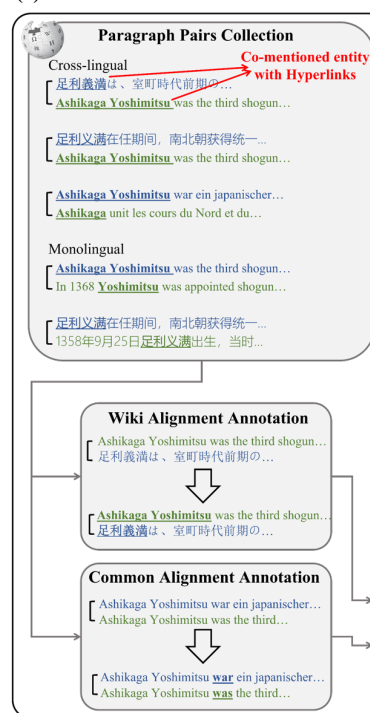 Paragraph Pairs Collection
Cross-lingual
Co-mentioned entity
with Hyperlinks
足利義満は、室町時代前期の…
Ashikaga Yoshimitsu was the third shogun…
足利义满在任期间，南北朝获得统一…
Ashikaga Yoshimitsu was the third shogun…
Ashikaga Yoshimitsu war ein japanischer…
Ashikaga unit les cours du Nord et du…
Monolingual
Ashikaga Yoshimitsu was the third shogun…
In 1368 Yoshimitsu was appointed shogun…
足利义满在任期间，南北朝获得统一…
1358年9月25日足利义满出生，当时…
Wiki Alignment Annotation
Ashikaga Yoshimitsu was the third shogun…
足利義満は、室町時代前期の…
Ashikaga Yoshimitsu was the third shogun…
足利義満は、室町時代前期の…
Common Alignment Annotation
Ashikaga Yoshimitsu war ein japanischer…
Ashikaga Yoshimitsu was the third…
Ashikaga Yoshimitsu war ein japanischer…
Ashikaga Yoshimitsu was the third…